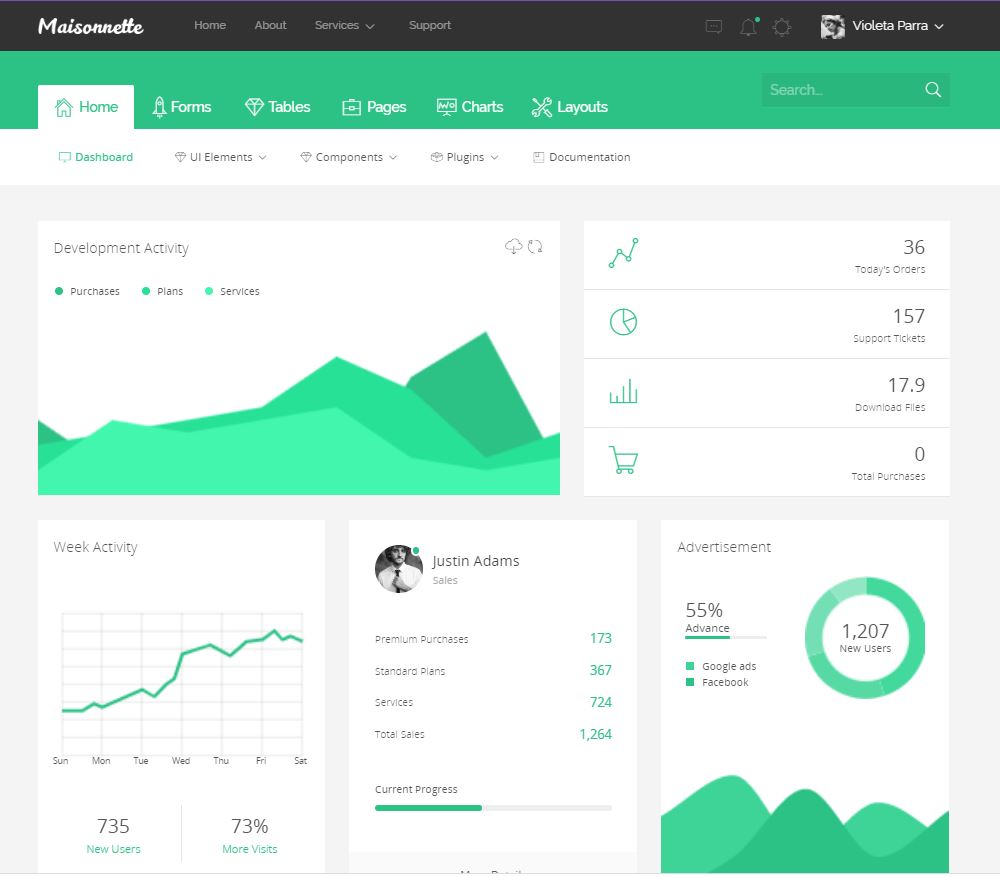 Maisonnette Home About Services Support Violeta Parra
Home Forms Tables Pages Charts Layouts Search...
Dashboard UI Elements Components Plugins Documentation
Development Activity
Purchases Plans Services
36
Today's Orders
157
Support Tickets
17.9
Download Files
0
Total Purchases
Week Activity
Sun Mon Tue Wed Thu Fri Sat
735
New Users
73%
More Visits
Justin Adams
Sales
Premium Purchases 173
Standard Plans 367
Services 724
Total Sales 1,264
Current Progress
Advertisement
55%
Advance
Google ads
Facebook
1,207
New Users